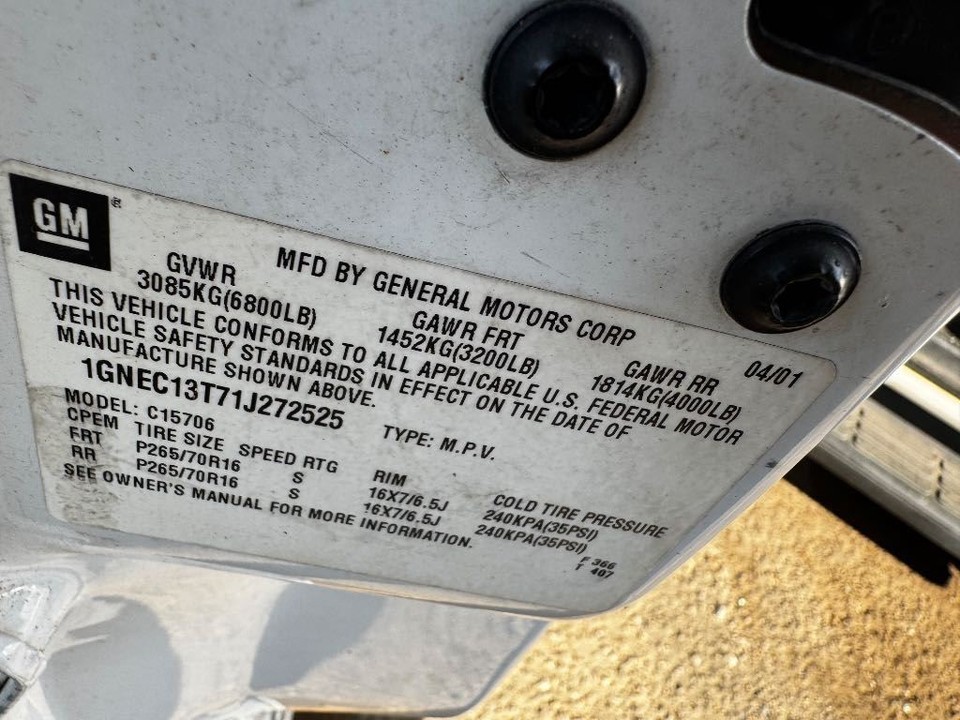 GM
MFD BY GENERAL MOTORS CORP 04/01
GVWR GAWR FRT GAWR RR
3085KG(6800LB) 1452KG(3200LB) 1814KG(4000LB)
THIS VEHICLE CONFORMS TO ALL APPLICABLE U.S. FEDERAL MOTOR
VEHICLE SAFETY STANDARDS IN EFFECT ON THE DATE OF
MANUFACTURE SHOWN ABOVE.
1GNEC13T71J272525 TYPE: M.P.V.
MODEL: C15706
CPEM TIRE SIZE SPEED RTG RIM COLD TIRE PRESSURE
FRT P265/70R16 S 16X7/6.5J 240KPA(35PSI)
RR P265/70R16 S 16X7/6.5J 240KPA(35PSI)
SEE OWNER'S MANUAL FOR MORE INFORMATION.
F 366
T 407